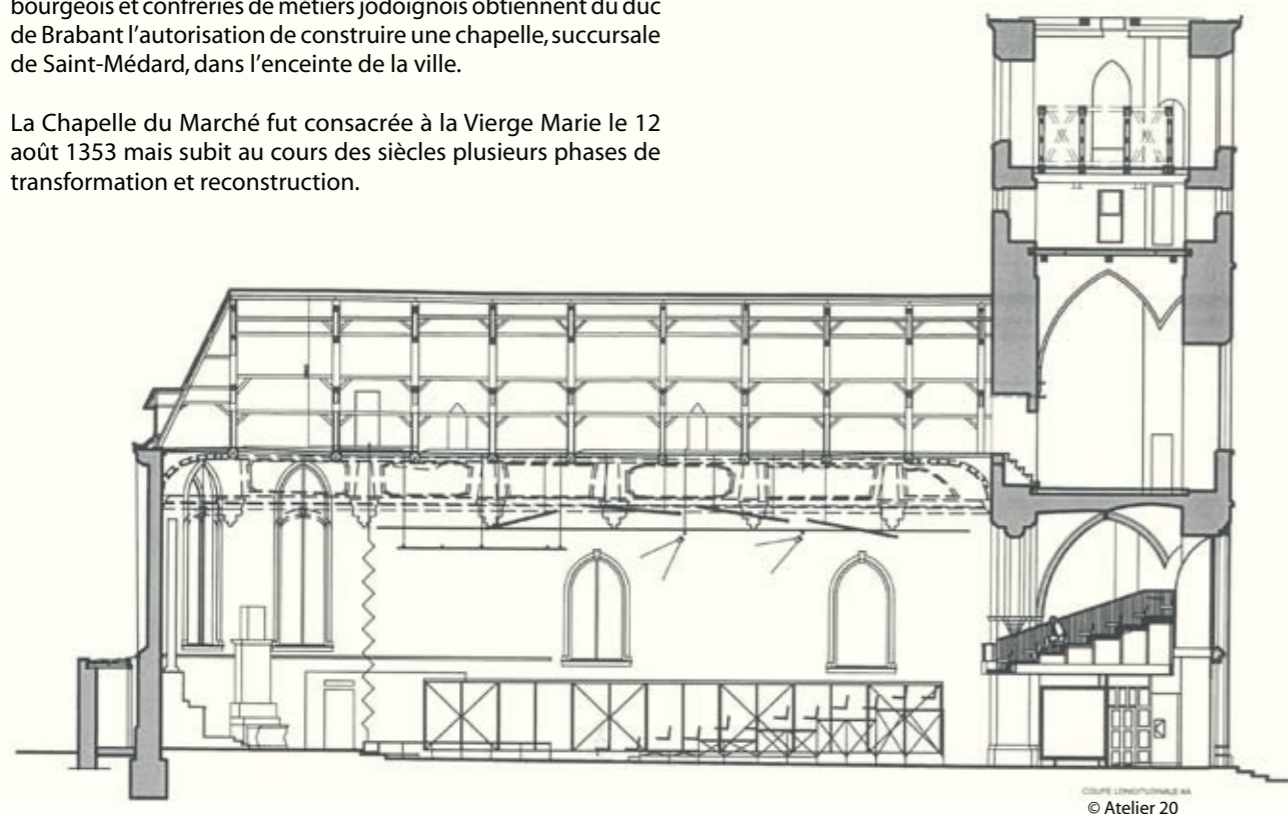 bourgeois et confréries de métiers jodoignois obtiennent du duc
de Brabant l'autorisation de construire une chapelle, succursale
de Saint-Médard, dans l'enceinte de la ville.
La Chapelle du Marché fut consacrée à la Vierge Marie le 12
août 1353 mais subit au cours des siècles plusieurs phases de
transformation et reconstruction.
COUPE LONGITUDINALE AA
© Atelier 20